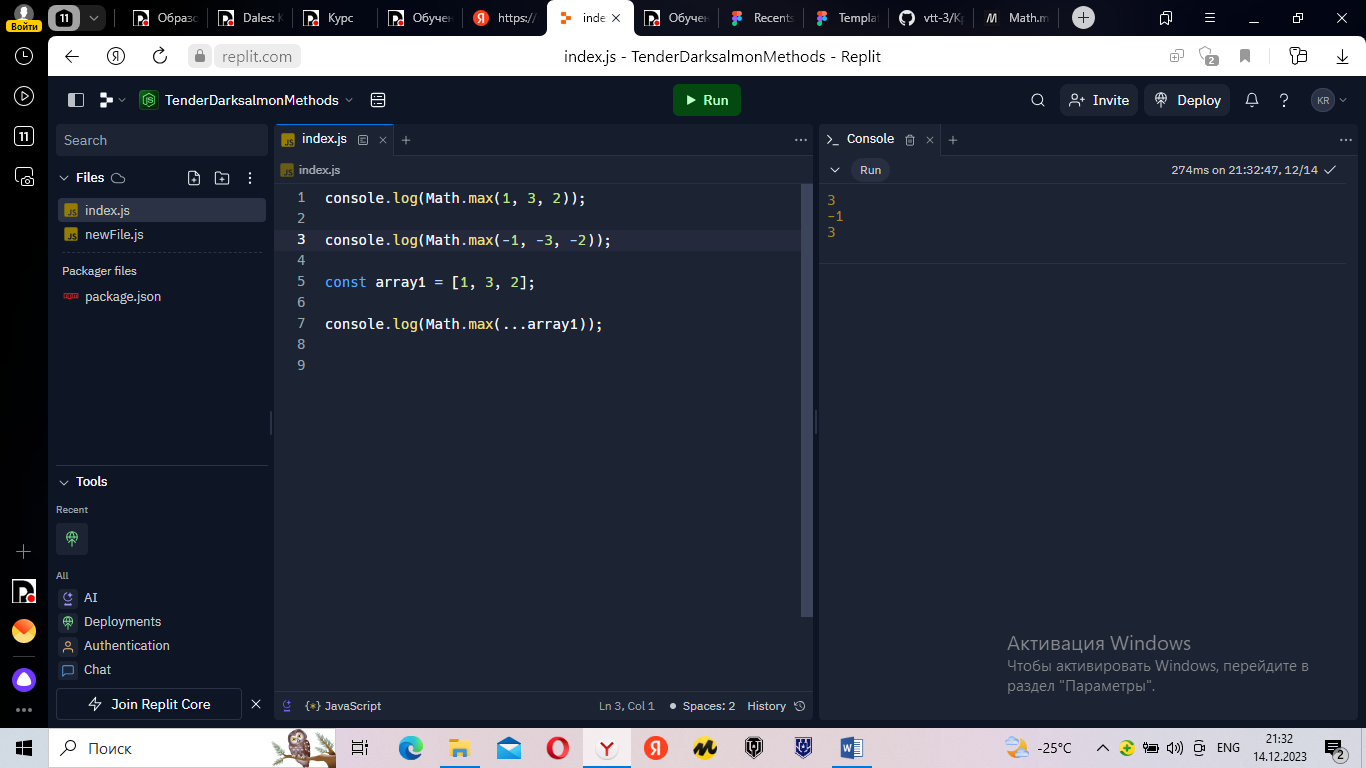 Войти
11
Образо
Dales: K
Курс
Обучен
https://
inde
Обучен
Recents
Templat
vtt-3/Кр
Math.m
replit.com
index.js - TenderDarksalmonMethods - Replit
2
11
TenderDarksalmonMethods
Run
Invite
Deploy
KR
Search
Files
index.js
newFile.js
Packager files
package.json
Tools
Recent
All
AI
Deployments
Authentication
Chat
Join Replit Core
index.js
index.js
1 console.log(Math.max(1, 3, 2));
2
3 console.log(Math.max(-1, -3, -2));
4
5 const array1 = [1, 3, 2];
6
7 console.log(Math.max(...array1));
8
9
JavaScript
Ln 3, Col 1
Spaces: 2
History
Console
Run
274ms on 21:32:47, 12/14
3
-1
3
Активация Windows
Чтобы активировать Windows, перейдите в
раздел "Параметры".
Поиск
-25°C
ENG
21:32
14.12.2023
2